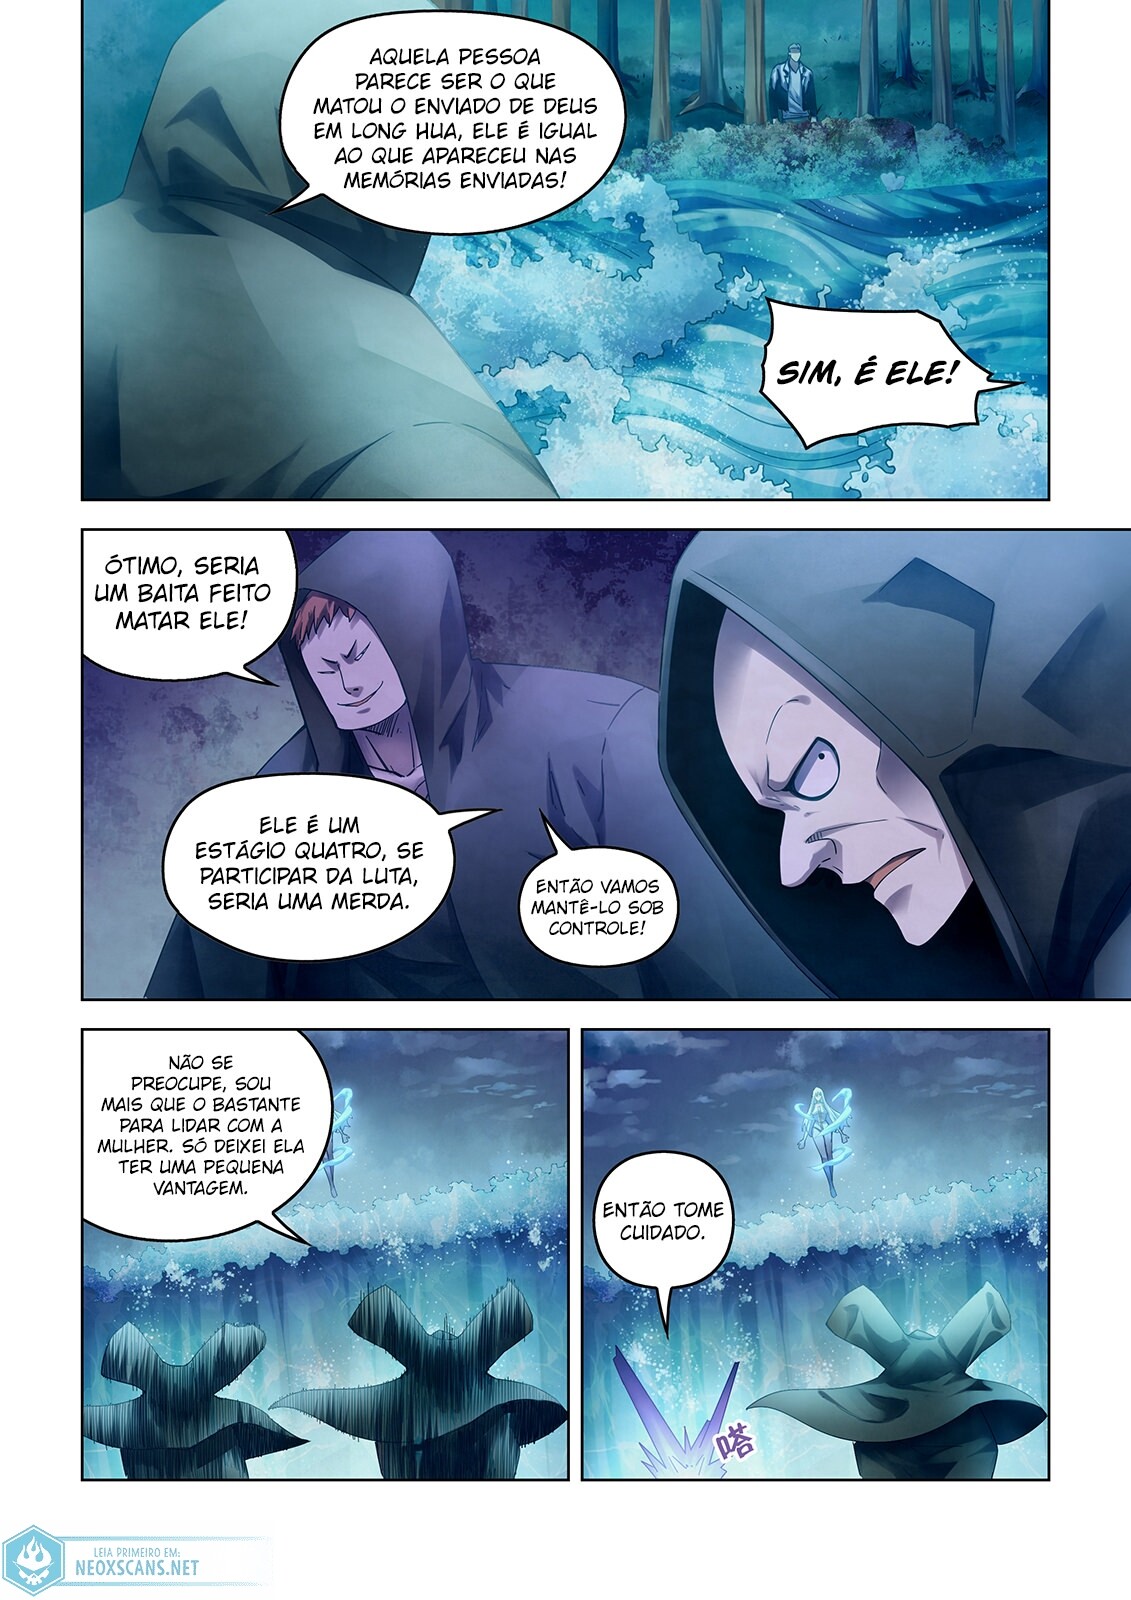 AQUELA PESSOA
PARECE SER O QUE
MATOU O ENVIADO DE DEUS
EM LONG HUA, ELE É IGUAL
AO QUE APARECEU NAS
MEMÓRIAS ENVIADAS!
SIM, É ELE!
ÓTIMO, SERIA
UM BAITA FEITO
MATAR ELE!
ELE É UM
ESTÁGIO QUATRO, SE
PARTICIPAR DA LUTA,
SERIA UMA MERDA.
ENTÃO VAMOS
MANTÊ-LO SOB
CONTROLE!
NÃO SE
PREOCUPE, SOU
MAIS QUE O BASTANTE
PARA LIDAR COM A
MULHER. SÓ DEIXEI ELA
TER UMA PEQUENA
VANTAGEM.
ENTÃO TOME
CUIDADO.
嗒
LEIA PRIMEIRO EM:
NEOXSCANS.NET